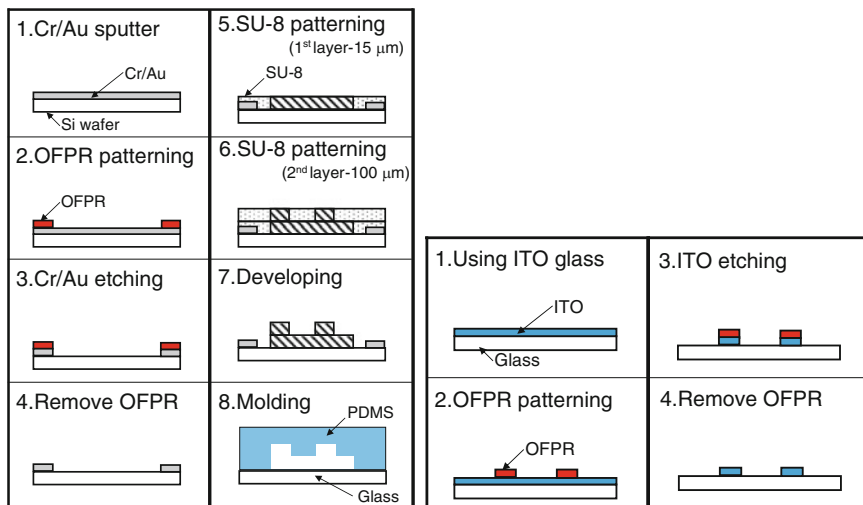 1.Cr/Au sputter
Cr/Au
Si wafer
2.OFPR patterning
OFPR
3.Cr/Au etching
4.Remove OFPR
5.SU-8 patterning
(1st layer-15 μm)
SU-8
6.SU-8 patterning
(2nd layer-100 μm)
7.Developing
8.Molding
PDMS
Glass
1.Using ITO glass
ITO
Glass
2.OFPR patterning
OFPR
3.ITO etching
4.Remove OFPR